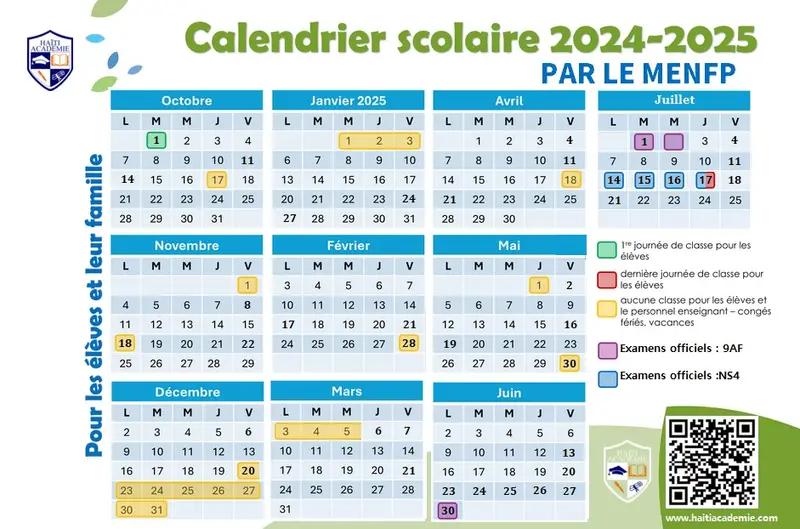 HAÏTI
ACADÉMIE
Calendrier scolaire 2024-2025
PAR LE MENFP
Pour les élèves et leur famille
Octobre
L M M J V
1 2 3 4
7 8 9 10 11
14 15 16 17 18
21 22 23 24 25
28 29 30 31
Janvier 2025
L M M J V
1 2 3
6 7 8 9 10
13 14 15 16 17
20 21 22 23 24
27 28 29 30 31
Avril
L M M J V
1 2 3 4
7 8 9 10 11
14 15 16 17 18
21 22 23 24 25
28 29 30
Juillet
L M M J V
1 3 4
7 8 9 10 11
14 15 16 17 18
21 22 23 24 25
Novembre
L M M J V
1
4 5 6 7 8
11 12 13 14 15
18 19 20 21 22
25 26 27 28 29
Février
L M M J V
3 4 5 6 7
10 11 12 13 14
17 18 19 20 21
24 25 26 27 28
Mai
L M M J V
1 2
5 6 7 8 9
12 13 14 15 16
19 20 21 22 23
26 27 28 29 30
1re journée de classe pour les
élèves
dernière journée de classe pour
les élèves
aucune classe pour les élèves et
le personnel enseignant – congés
fériés, vacances
Examens officiels : 9AF
Examens officiels :NS4
Décembre
L M M J V
2 3 4 5 6
9 10 11 12 13
16 17 18 19 20
23 24 25 26 27
30 31
Mars
L M M J V
3 4 5 6 7
10 11 12 13 14
17 18 19 20 21
24 25 26 27 28
31
Juin
L M M J V
2 3 4 5 6
9 10 11 12 13
16 17 18 19 20
23 24 25 26 27
30
HAÏTI
ACADÉMIE
www.haitiacademie.com